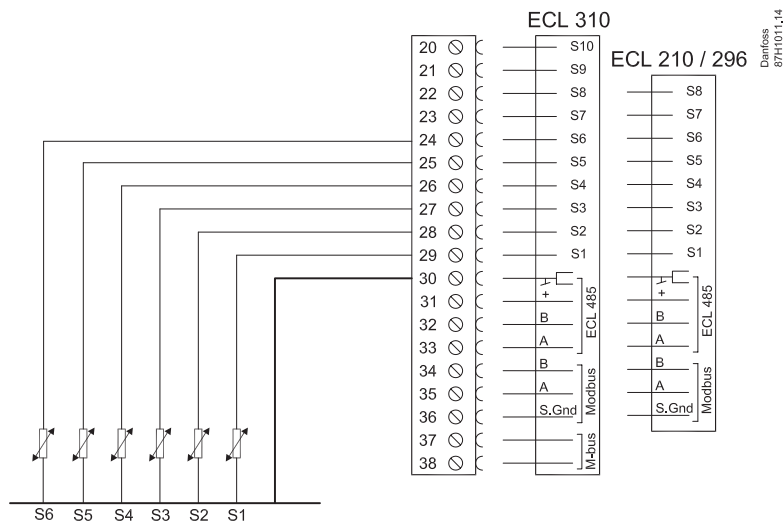 ECL 310
ECL 210 / 296
Danfoss
87H1011.14
20 S10
21 S9
22 S8 S8
23 S7 S7
24 S6 S6
25 S5 S5
26 S4 S4
27 S3 S3
28 S2 S2
29 S1 S1
30
31 + +
32 B B
33 A A
ECL 485 ECL 485
34 B B
35 A A
36 S.Gnd S.Gnd
Modbus Modbus
37
38
M-bus
S6 S5 S4 S3 S2 S1